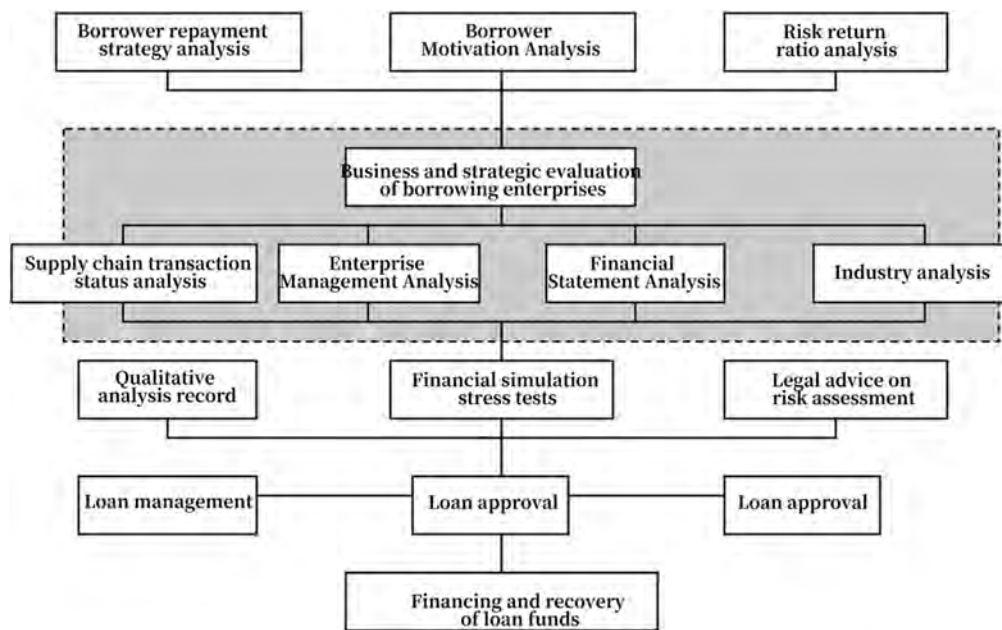 Borrower repayment
strategy analysis
Borrower
Motivation Analysis
Risk return
ratio analysis
Business and strategic evaluation
of borrowing enterprises
Supply chain transaction
status analysis
Enterprise
Management Analysis
Financial
Statement Analysis
Industry analysis
Qualitative
analysis record
Financial simulation
stress tests
Legal advice on
risk assessment
Loan management
Loan approval
Loan approval
Financing and recovery
of loan funds